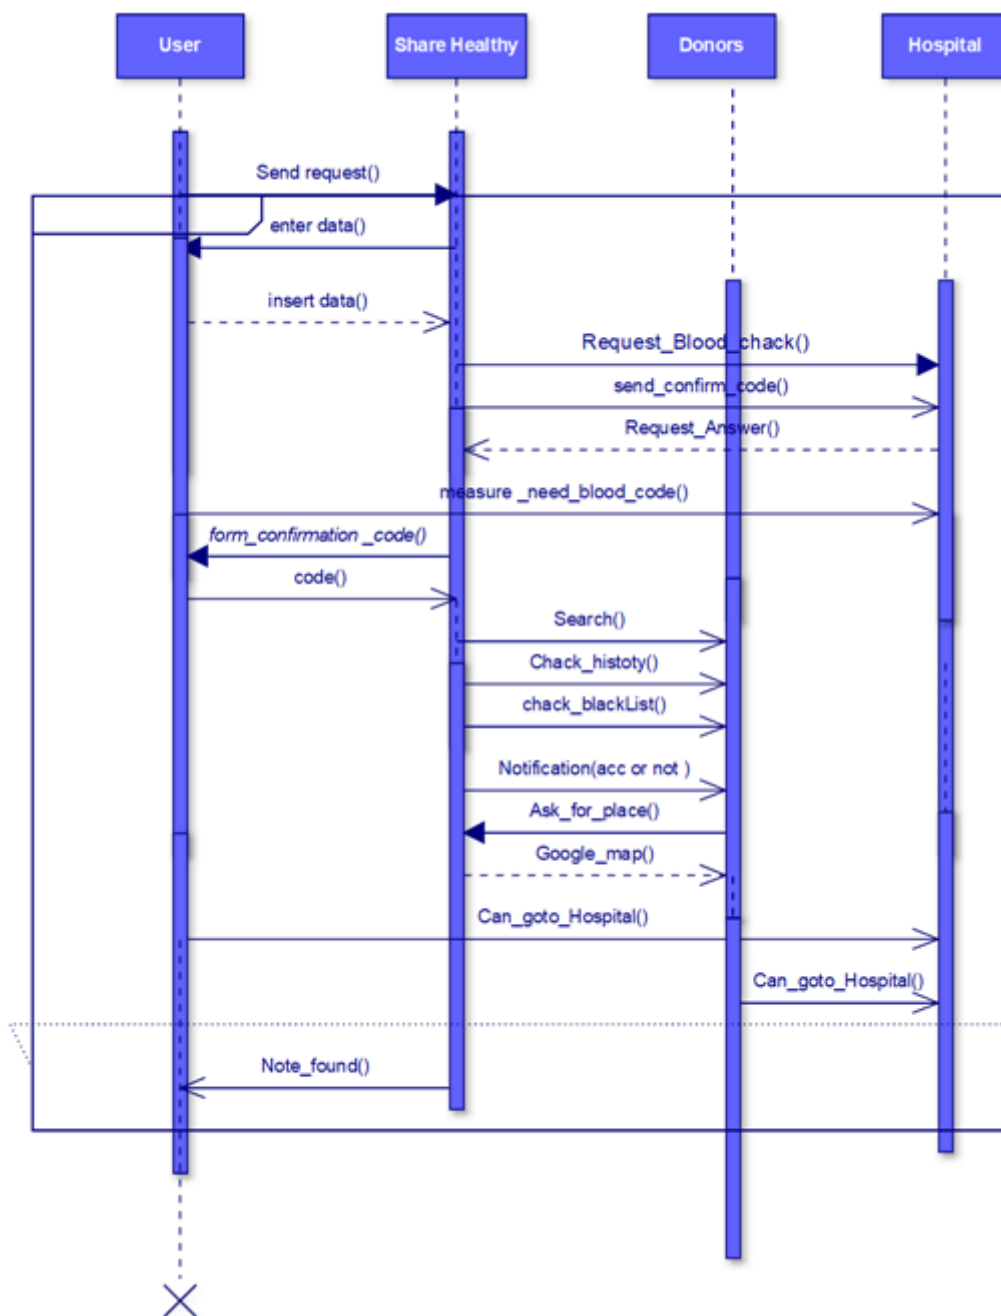 User
Share Healthy
Donors
Hospital
Send request()
enter data()
insert data()
Request_Blood_chack()
send_confirm_code()
Request_Answer()
measure _need_blood_code()
form_confirmation _code()
code()
Search()
Chack_histoty()
chack_blackList()
Notification(acc or not )
Ask_for_place()
Google_map()
Can_goto_Hospital()
Can_goto_Hospital()
Note_found()